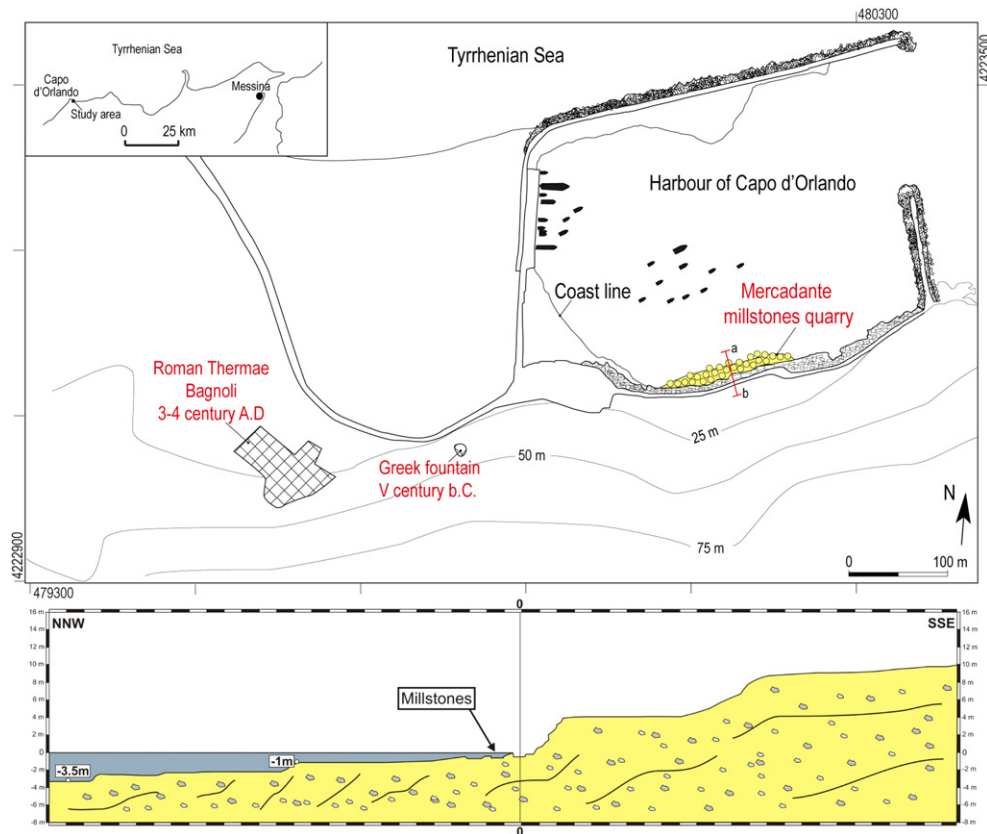 480300
4223500
Tyrrhenian Sea
Capo
d'Orlando
Study area
Messina
0 25 km
Tyrrhenian Sea
Harbour of Capo d'Orlando
Coast line
Mercadante
millstones quarry
a
b
Roman Thermae
Bagnoli
3-4 century A.D
Greek fountain
V century b.C.
25 m
50 m
75 m
N
0 100 m
4222900
479300
0
16 m NNW SSE 16 m
14 m 14 m
12 m 12 m
10 m 10 m
8 m 8 m
6 m Millstones 6 m
4 m 4 m
2 m 2 m
0 0
-1m
-2 m -2 m
-3.5m
-4 m -4 m
-6 m -6 m
-8 m -8 m
0